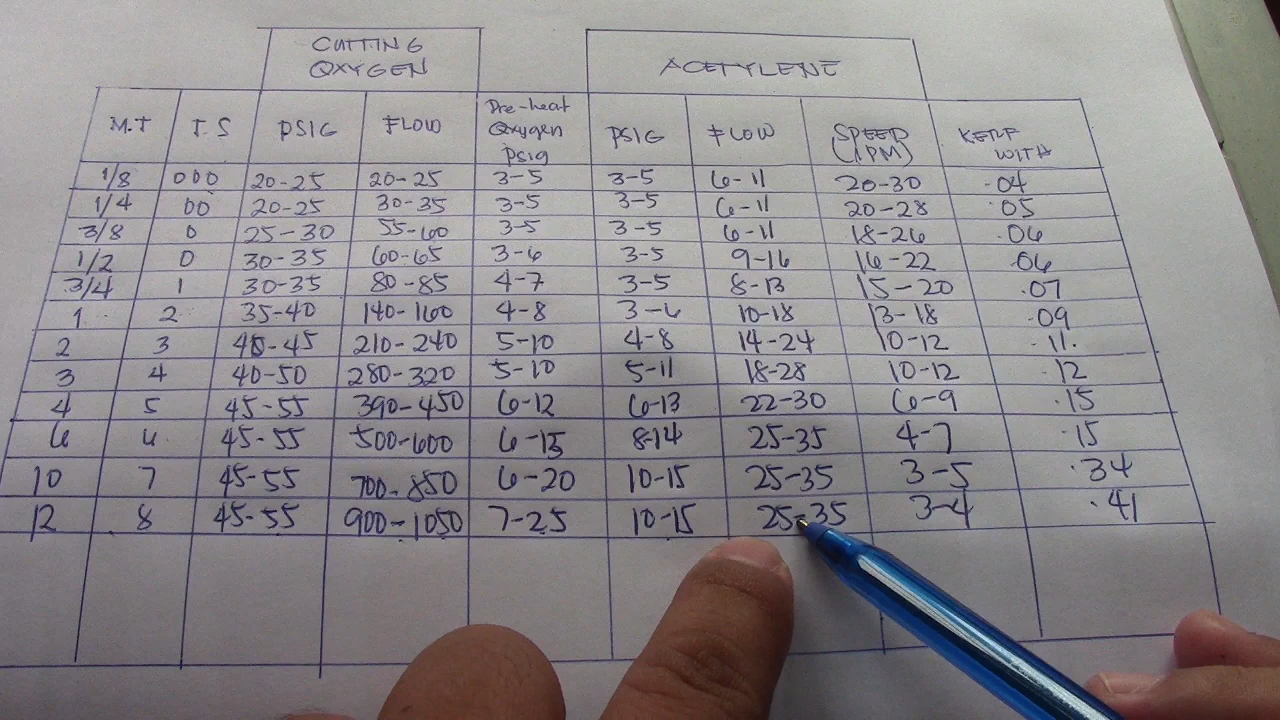 CUTTING OXYGEN ACETYLENE
M.T T.S PSIG FLOW Pre-heat Oxygen Psig PSIG FLOW SPEED (IPM) KERF WITH
1/8 000 20-25 20-25 3-5 3-5 6-11 20-30 .04
1/4 00 20-25 30-35 3-5 3-5 6-11 20-28 .05
3/8 0 25-30 55-60 3-5 3-5 6-11 18-26 .06
1/2 0 30-35 60-65 3-6 3-5 9-16 16-22 .06
3/4 1 30-35 80-85 4-7 3-5 8-13 15-20 .07
1 2 35-40 140-160 4-8 3-6 10-18 13-18 .09
2 3 40-45 210-240 5-10 4-8 14-24 10-12 .11
3 4 40-50 280-320 5-10 5-11 18-28 10-12 .12
4 5 45-55 390-450 6-12 6-13 22-30 6-9 .15
6 6 45-55 500-600 6-15 8-14 25-35 4-7 .15
10 7 45-55 700-850 6-20 10-15 25-35 3-5 .34
12 8 45-55 900-1050 7-25 10-15 25-35 3-4 .41